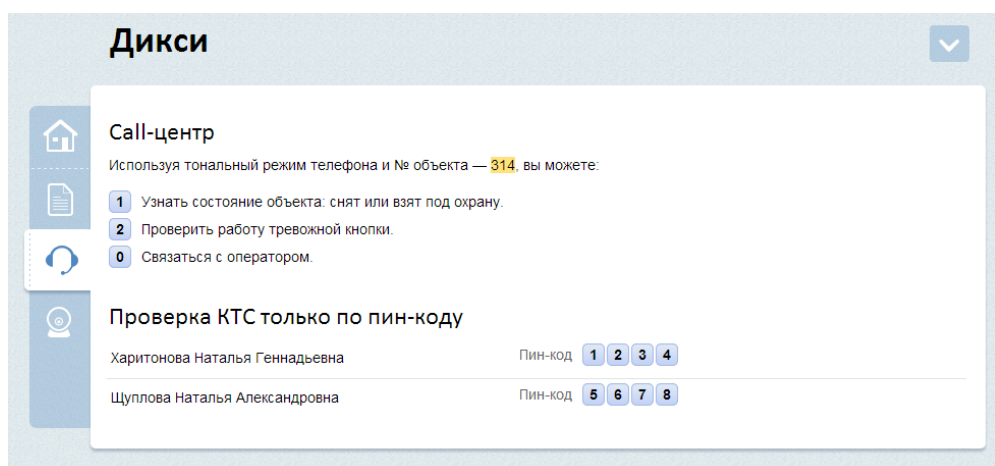 Дикси
Call-центр
Используя тональный режим телефона и № объекта — 314, вы можете:
1 Узнать состояние объекта: снят или взят под охрану.
2 Проверить работу тревожной кнопки.
0 Связаться с оператором.
Проверка КТС только по пин-коду
Харитонова Наталья Геннадьевна Пин-код 1 2 3 4
Щуплова Наталья Александровна Пин-код 5 6 7 8